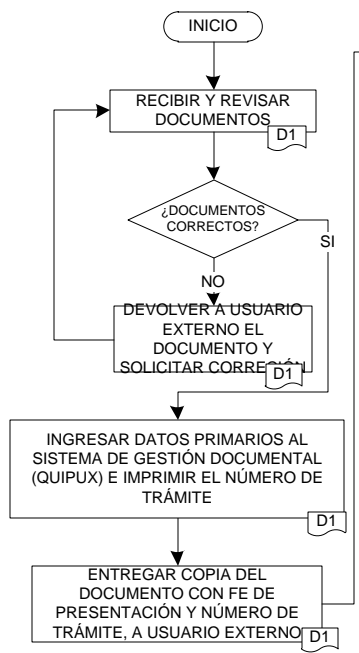 INICIO
RECIBIR Y REVISAR
DOCUMENTOS
D1
¿DOCUMENTOS
CORRECTOS?
SI
NO
DEVOLVER A USUARIO
EXTERNO EL
DOCUMENTO Y
SOLICITAR CORRECIÓN
D1
INGRESAR DATOS PRIMARIOS AL
SISTEMA DE GESTIÓN DOCUMENTAL
(QUIPUX) E IMPRIMIR EL NÚMERO DE
TRÁMITE
D1
ENTREGAR COPIA DEL
DOCUMENTO CON FE DE
PRESENTACIÓN Y NÚMERO DE
TRÁMITE, A USUARIO EXTERNO
D1